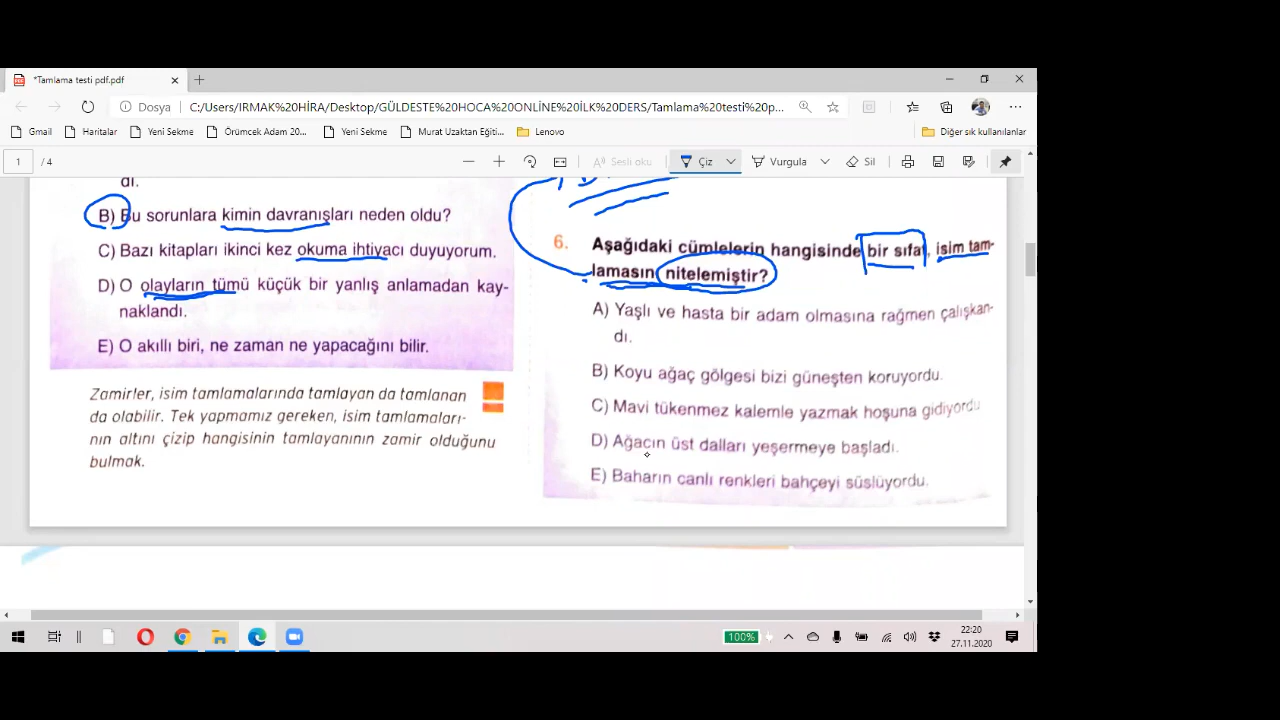 *Tamlama testi pdf.pdf
Dosya
C:/Users/IRMAK%20HİRA/Desktop/GÜLDESTE%20HOCA%20ONLİNE%20İLK%20DERS/Tamlama%20testi%20p...
Gmail
Haritalar
Yeni Sekme
Örümcek Adam 20...
Yeni Sekme
Murat Uzaktan Eğiti...
Lenovo
Diğer sık kullanılanlar
1 / 4
Sesli oku
Çiz
Vurgula
Sil
dı.
B) Bu sorunlara kimin davranışları neden oldu?
C) Bazı kitapları ikinci kez okuma ihtiyacı duyuyorum.
D) O olayların tümü küçük bir yanlış anlamadan kay-
naklandı.
E) O akıllı biri, ne zaman ne yapacağını bilir.
Zamirler, isim tamlamalarında tamlayan da tamlanan
da olabilir. Tek yapmamız gereken, isim tamlamaları-
nın altını çizip hangisinin tamlayanının zamir olduğunu
bulmak.
6. Aşağıdaki cümlelerin hangisinde bir sıfat, isim tam-
lamasın nitelemiştir?
A) Yaşlı ve hasta bir adam olmasına rağmen çalışkan-
dı.
B) Koyu ağaç gölgesi bizi güneşten koruyordu.
C) Mavi tükenmez kalemle yazmak hoşuna gidiyordu
D) Ağacın üst dalları yeşermeye başladı.
E) Baharın canlı renkleri bahçeyi süslüyordu.
100%
22:20
27.11.2020